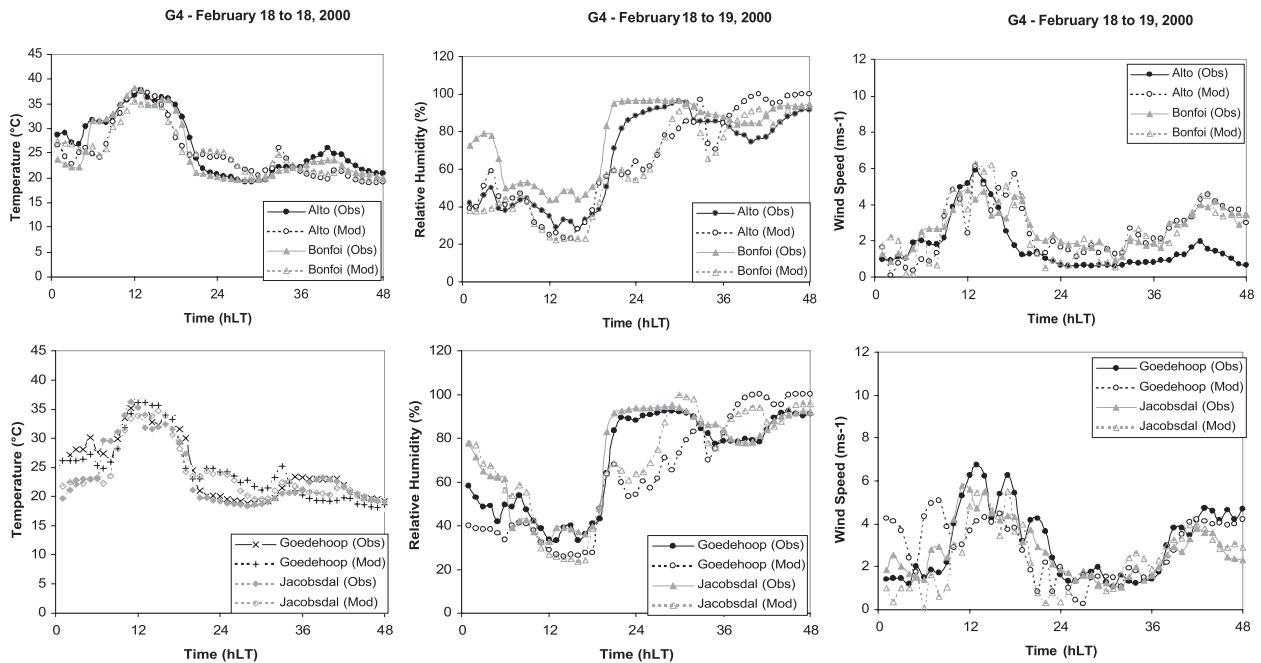 G4 - February 18 to 18, 2000
G4 - February 18 to 19, 2000
G4 - February 18 to 19, 2000
Temperature (°C)
45
40
35
30
25
20
15
10
5
0
0 12 24 36 48
Time (hLT)
Alto (Obs)
Alto (Mod)
Bonfoi (Obs)
Bonfoi (Mod)
Relative Humidity (%)
120
100
80
60
40
20
0
0 12 24 36 48
Time (hLT)
Alto (Obs)
Alto (Mod)
Bonfoi (Obs)
Bonfoi (Mod)
Wind Speed (ms-1)
12
10
8
6
4
2
0
0 12 24 36 48
Time (hLT)
Alto (Obs)
Alto (Mod)
Bonfoi (Obs)
Bonfoi (Mod)
Temperature (°C)
45
40
35
30
25
20
15
10
5
0
0 12 24 36 48
Time (hLT)
Goedehoop (Obs)
Goedehoop (Mod)
Jacobsdal (Obs)
Jacobsdal (Mod)
Relative Humidity (%)
120
100
80
60
40
20
0
0 12 24 36 48
Time (hLT)
Goedehoop (Obs)
Goedehoop (Mod)
Jacobsdal (Obs)
Jacobsdal (Mod)
Wind Speed (ms-1)
12
10
8
6
4
2
0
0 12 24 36 48
Time (hLT)
Goedehoop (Obs)
Goedehoop (Mod)
Jacobsdal (Obs)
Jacobsdal (Mod)